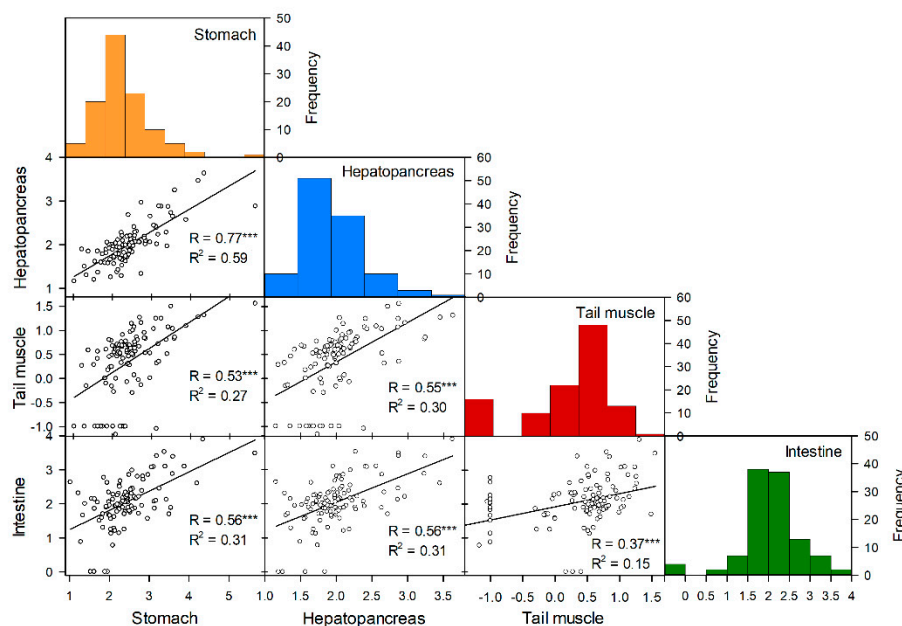 Stomach
50
40
30
20
10
0
Frequency
Hepatopancreas
4
3
2
1
R = 0.77***
R² = 0.59
Hepatopancreas
60
50
40
30
20
10
0
Frequency
Tail muscle
1.5
1.0
0.5
0.0
-0.5
-1.0
R = 0.53***
R² = 0.27
R = 0.55***
R² = 0.30
Tail muscle
60
50
40
30
20
10
0
Frequency
Intestine
4
3
2
1
0
R = 0.56***
R² = 0.31
R = 0.56***
R² = 0.31
R = 0.37***
R² = 0.15
Intestine
50
40
30
20
10
0
Frequency
1 2 3 4 5
1.0 1.5 2.0 2.5 3.0 3.5
-1.0 -0.5 0.0 0.5 1.0 1.5
0 0.5 1 1.5 2 2.5 3 3.5 4
Stomach
Hepatopancreas
Tail muscle